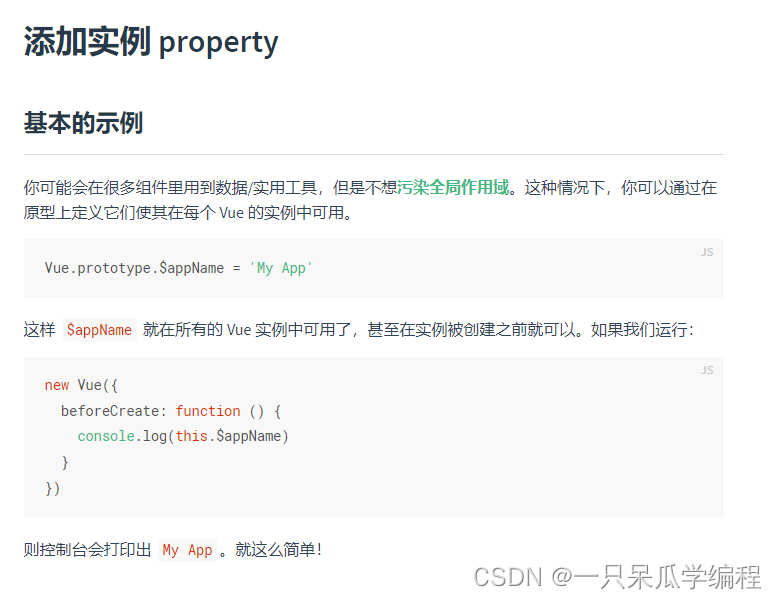 添加实例 property
基本的示例
你可能会在很多组件里用到数据/实用工具，但是不想污染全局作用域。这种情况下，你可以通过在
原型上定义它们使其在每个 Vue 的实例中可用。
JS
Vue.prototype.$appName = 'My App'
这样 $appName 就在所有的 Vue 实例中可用了，甚至在实例被创建之前就可以。如果我们运行：
JS
new Vue({
  beforeCreate: function () {
    console.log(this.$appName)
  }
})
则控制台会打印出 My App 。就这么简单！
CSDN @一只呆瓜学编程